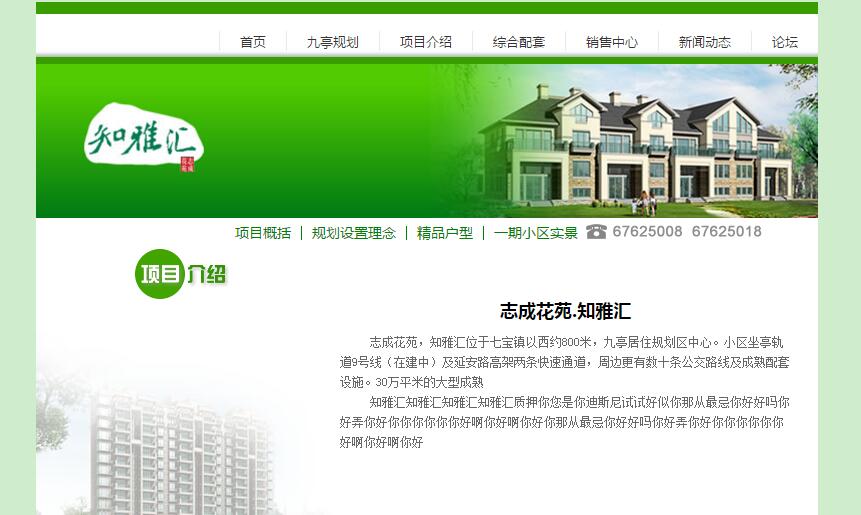 首页 九亭规划 项目介绍 综合配套 销售中心 新闻动态 论坛
知雅汇
志成花苑
项目概括 | 规划设置理念 | 精品户型 | 一期小区实景 67625008 67625018
项目介绍
志成花苑.知雅汇
志成花苑，知雅汇位于七宝镇以西约800米，九亭居住规划区中心。小区坐亭轨
道9号线（在建中）及延安路高架两条快速通道，周边更有数十条公交路线及成熟配套
设施。30万平米的大型成熟
知雅汇知雅汇知雅汇知雅汇质押你您是你迪斯尼试试好似你那从最忌你好好吗你
好弄你好你你你你你你好啊你好啊你好你那从最忌你好好吗你好弄你好你你你你你你
好啊你好啊你好